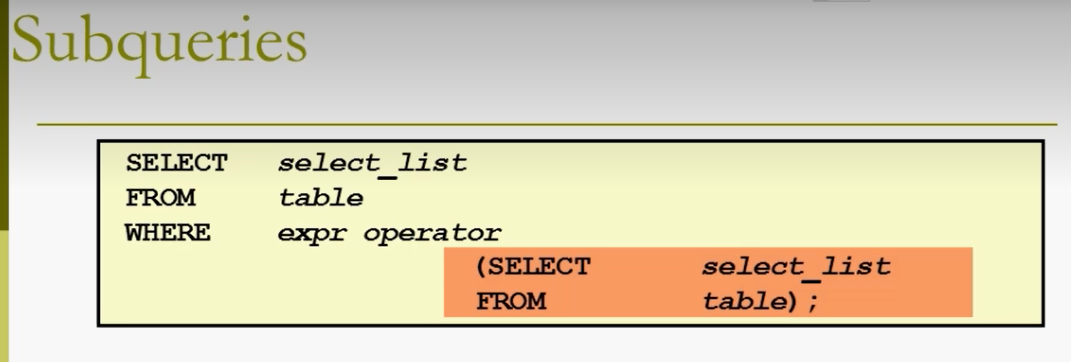 Subqueries
SELECT select_list
FROM table
WHERE expr operator
(SELECT select_list
FROM table);